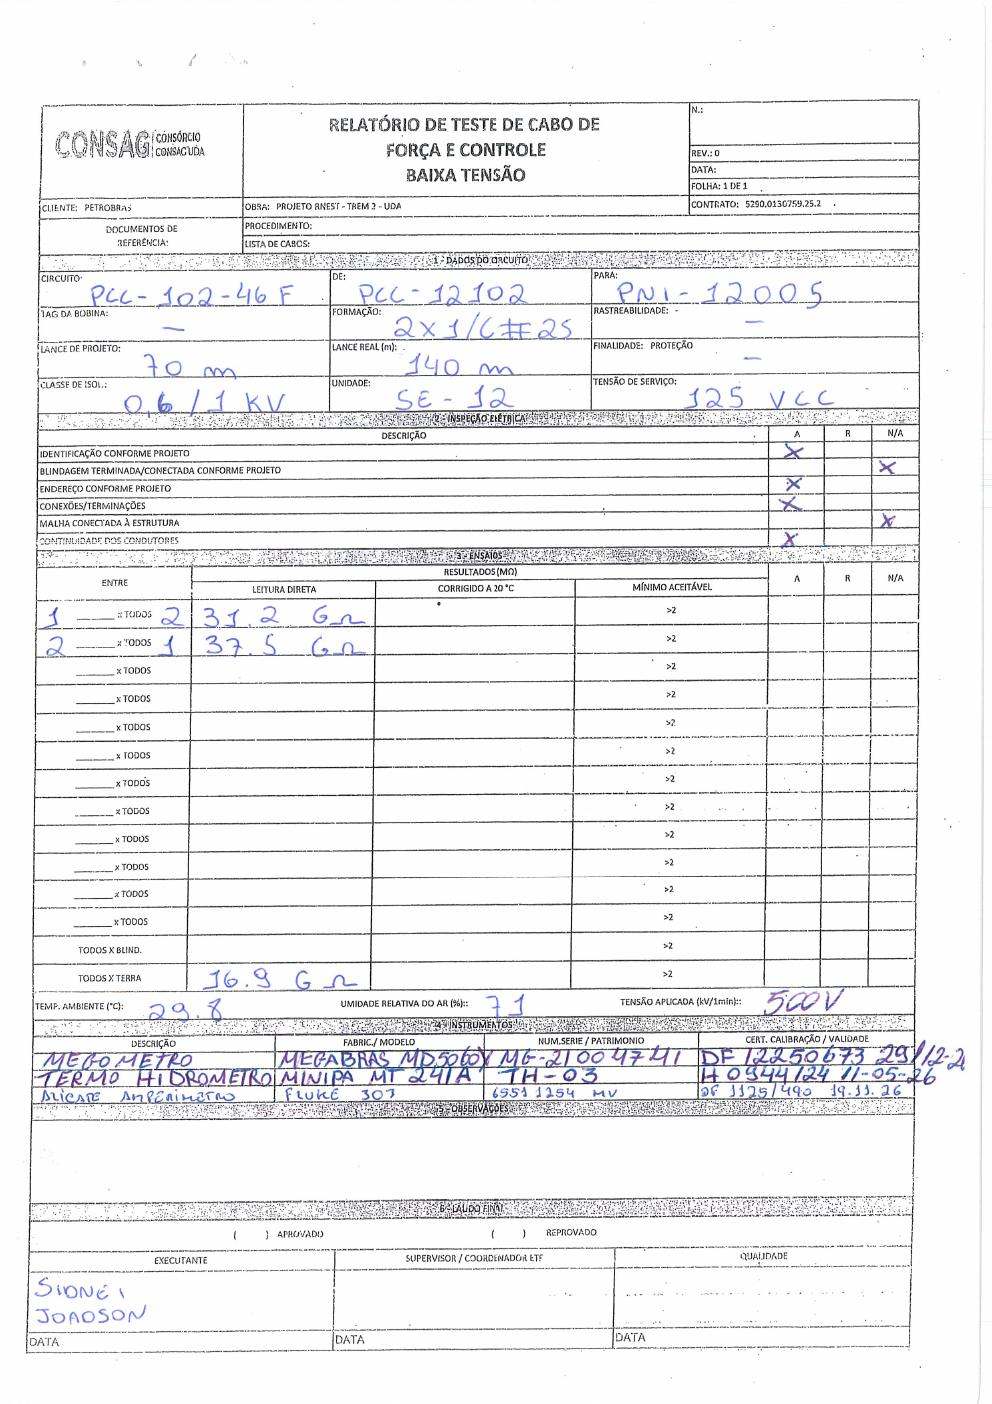 CONSAG CONSÓRCIO CONSAG UDA
RELATÓRIO DE TESTE DE CABO DE
FORÇA E CONTROLE
BAIXA TENSÃO
N.:
REV.: 0
DATA:
FOLHA: 1 DE 1
CLIENTE: PETROBRAS
OBRA: PROJETO RNEST - TREM 2 - UDA
CONTRATO: 5290.0130759.25.2
DOCUMENTOS DE
REFERÊNCIA:
PROCEDIMENTO:
LISTA DE CABOS:
1 - DADOS DO CIRCUITO
CIRCUITO: PCC-102-46 F
DE: PCC-12102
PARA: PNI-12005
TAG DA BOBINA: —
FORMAÇÃO: 2X1/C#25
RASTREABILIDADE: - —
LANCE DE PROJETO: 70 m
LANCE REAL (m): 140 m
FINALIDADE: PROTEÇÃO —
CLASSE DE ISOL.: 0,6/1 KV
UNIDADE: SE-12
TENSÃO DE SERVIÇO: 125 VCC
2 - INSPEÇÃO ELÉTRICA
DESCRIÇÃO A R N/A
IDENTIFICAÇÃO CONFORME PROJETO X
BLINDAGEM TERMINADA/CONECTADA CONFORME PROJETO X
ENDEREÇO CONFORME PROJETO X
CONEXÕES/TERMINAÇÕES X
MALHA CONECTADA À ESTRUTURA X
CONTINUIDADE DOS CONDUTORES X
3 - ENSAIOS
ENTRE RESULTADOS (MΩ) A R N/A
LEITURA DIRETA CORRIGIDO A 20 °C MÍNIMO ACEITÁVEL
1 x TODOS 2 31.2 GΩ >2
2 x TODOS 1 37.5 GΩ >2
x TODOS >2
x TODOS >2
x TODOS >2
x TODOS >2
x TODOS >2
x TODOS >2
x TODOS >2
x TODOS >2
x TODOS >2
x TODOS >2
TODOS X BLIND. >2
TODOS X TERRA 16.9 GΩ >2
TEMP. AMBIENTE (°C): 29.8
UMIDADE RELATIVA DO AR (%):: 71
TENSÃO APLICADA (kV/1min):: 500V
4 - INSTRUMENTOS
DESCRIÇÃO FABRIC./ MODELO NUM.SERIE / PATRIMONIO CERT. CALIBRAÇÃO / VALIDADE
MEGOMETRO MEGABRAS MD5060X MG-21004741 DF 12250673 29/12-2
TERMO HIDROMETRO MINIPA MT 241A TH-03 H0944/24 11-05-26
ALICATE AMPERIMETRO FLUKE 303 6551 1254 MV DF 1125/490 19.11.26
5 - OBSERVAÇÕES
6 - LAUDO FINAL
( ) APROVADO ( ) REPROVADO
EXECUTANTE SUPERVISOR / COORDENADOR ETF QUALIDADE
SIDNEI
JOADSON
DATA DATA DATA